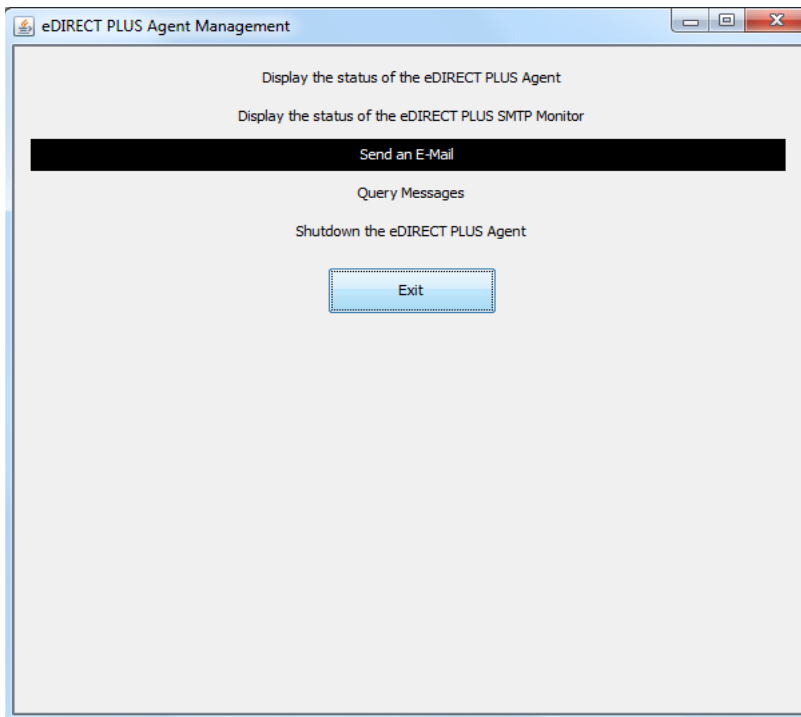 eDIRECT PLUS Agent Management
Display the status of the eDIRECT PLUS Agent
Display the status of the eDIRECT PLUS SMTP Monitor
Send an E-Mail
Query Messages
Shutdown the eDIRECT PLUS Agent
Exit